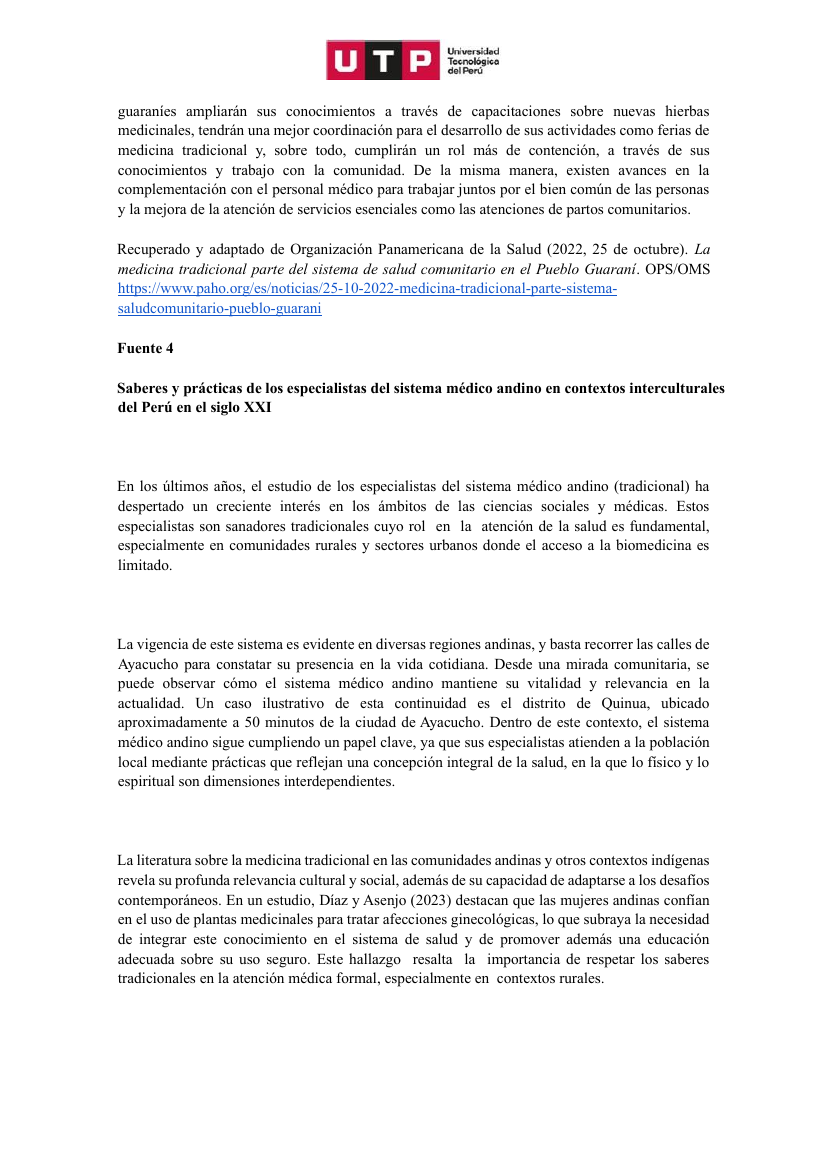 UTP Universidad
Tecnológica
del Perú
guaraníes ampliarán sus conocimientos a través de capacitaciones sobre nuevas hierbas
medicinales, tendrán una mejor coordinación para el desarrollo de sus actividades como ferias de
medicina tradicional y, sobre todo, cumplirán un rol más de contención, a través de sus
conocimientos y trabajo con la comunidad. De la misma manera, existen avances en la
complementación con el personal médico para trabajar juntos por el bien común de las personas
y la mejora de la atención de servicios esenciales como las atenciones de partos comunitarios.
Recuperado y adaptado de Organización Panamericana de la Salud (2022, 25 de octubre). La
medicina tradicional parte del sistema de salud comunitario en el Pueblo Guaraní. OPS/OMS
https://www.paho.org/es/noticias/25-10-2022-medicina-tradicional-parte-sistema-
saludcomunitario-pueblo-guarani
Fuente 4
Saberes y prácticas de los especialistas del sistema médico andino en contextos interculturales
del Perú en el siglo XXI
En los últimos años, el estudio de los especialistas del sistema médico andino (tradicional) ha
despertado un creciente interés en los ámbitos de las ciencias sociales y médicas. Estos
especialistas son sanadores tradicionales cuyo rol en la atención de la salud es fundamental,
especialmente en comunidades rurales y sectores urbanos donde el acceso a la biomedicina es
limitado.
La vigencia de este sistema es evidente en diversas regiones andinas, y basta recorrer las calles de
Ayacucho para constatar su presencia en la vida cotidiana. Desde una mirada comunitaria, se
puede observar cómo el sistema médico andino mantiene su vitalidad y relevancia en la
actualidad. Un caso ilustrativo de esta continuidad es el distrito de Quinua, ubicado
aproximadamente a 50 minutos de la ciudad de Ayacucho. Dentro de este contexto, el sistema
médico andino sigue cumpliendo un papel clave, ya que sus especialistas atienden a la población
local mediante prácticas que reflejan una concepción integral de la salud, en la que lo físico y lo
espiritual son dimensiones interdependientes.
La literatura sobre la medicina tradicional en las comunidades andinas y otros contextos indígenas
revela su profunda relevancia cultural y social, además de su capacidad de adaptarse a los desafíos
contemporáneos. En un estudio, Díaz y Asenjo (2023) destacan que las mujeres andinas confían
en el uso de plantas medicinales para tratar afecciones ginecológicas, lo que subraya la necesidad
de integrar este conocimiento en el sistema de salud y de promover además una educación
adecuada sobre su uso seguro. Este hallazgo resalta la importancia de respetar los saberes
tradicionales en la atención médica formal, especialmente en contextos rurales.